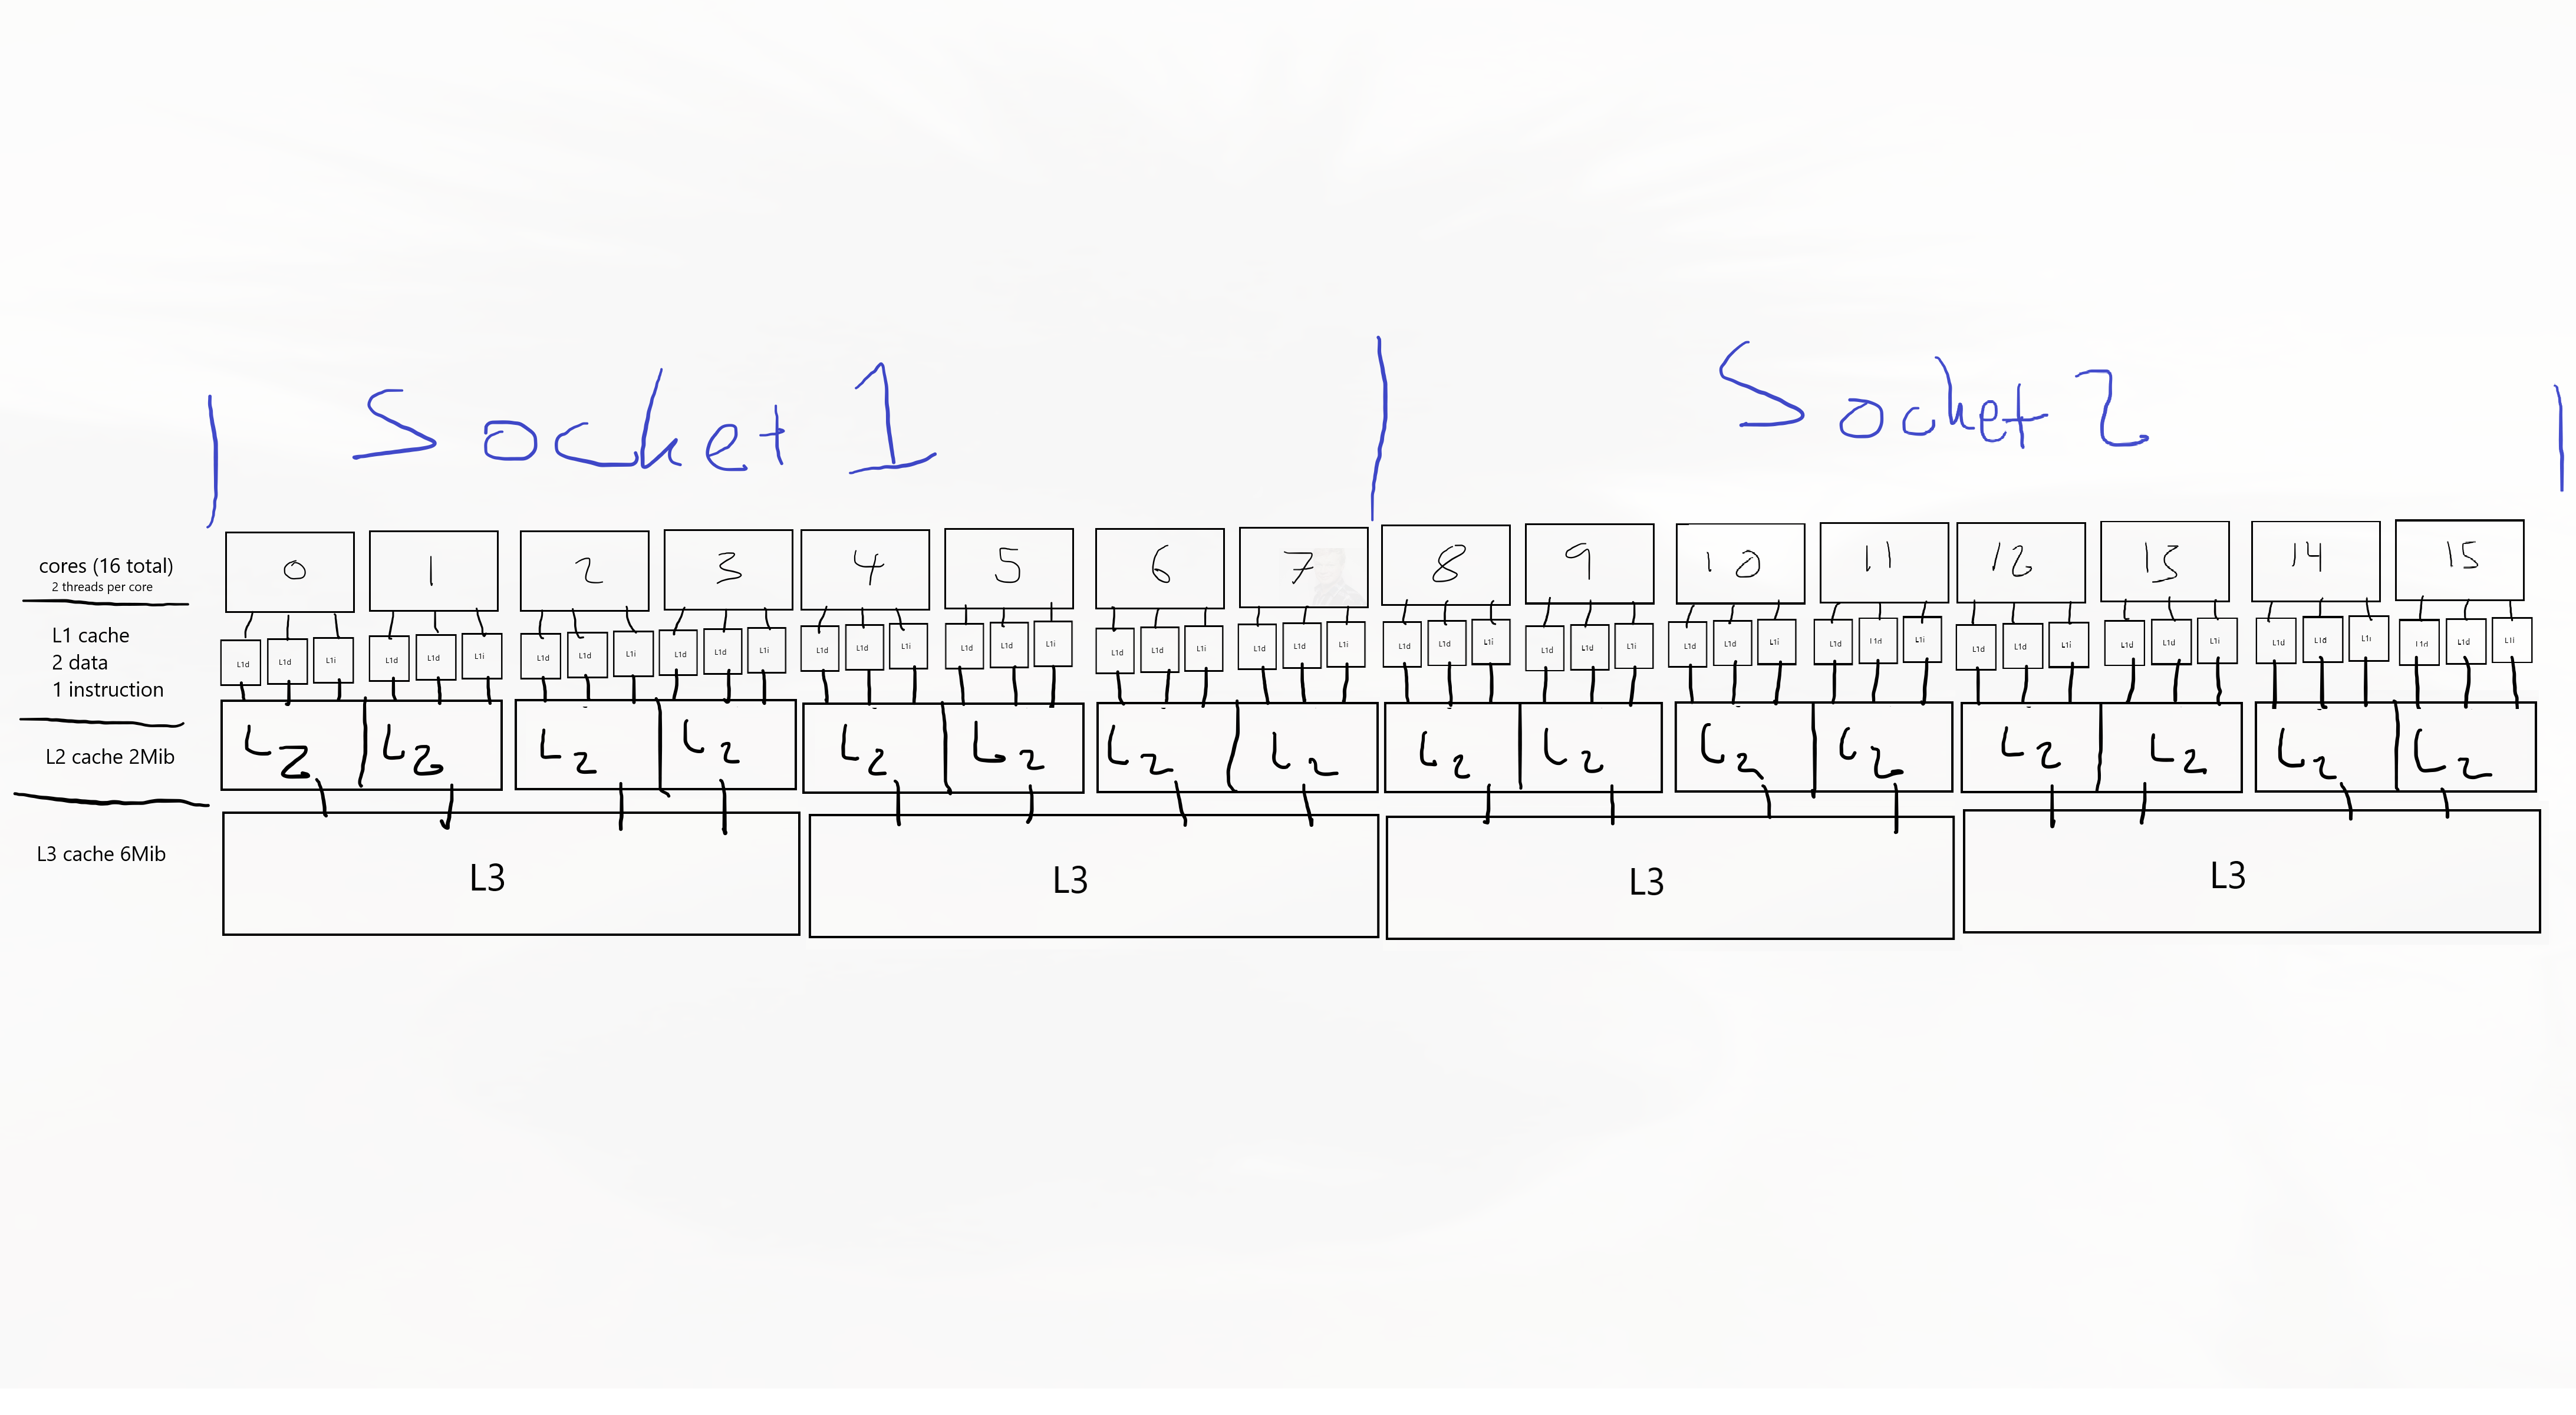 Socket 1
Socket 2
cores (16 total)
2 threads per core
0 1 2 3 4 5 6 7 8 9 10 11 12 13 14 15
L1 cache
2 data
1 instruction
L1d L1d L1i L1d L1d L1i L1d L1d L1i L1d L1d L1i L1d L1d L1i L1d L1d L1i L1d L1d L1i L1d L1d L1i L1d L1d L1i L1d L1d L1i L1d L1d L1i L1d L1d L1i L1d L1d L1i L1d L1d L1i L1d L1d L1i L1d L1d L1i
L2 cache 2Mib
L2 L2 L2 L2 L2 L2 L2 L2 L2 L2 L2 L2 L2 L2 L2 L2
L3 cache 6Mib
L3 L3 L3 L3